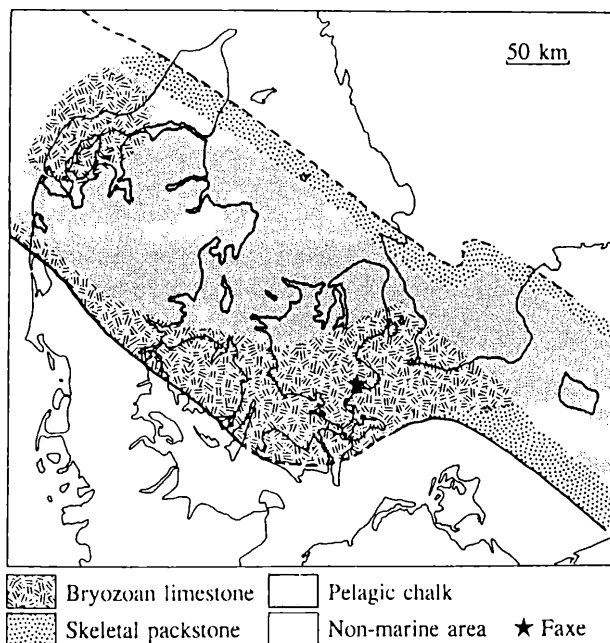 50 km
Bryozoan limestone
Pelagic chalk
Skeletal packstone
Non-marine area
★ Faxe